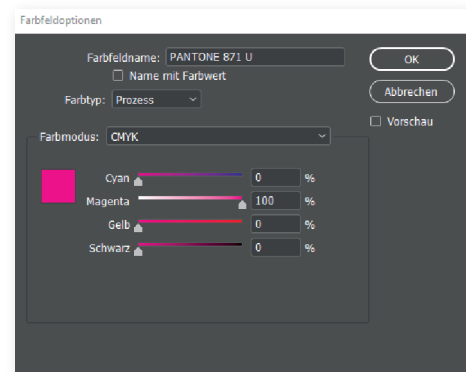 Farbfeldoptionen
Farbfeldname: PANTONE 871 U
Name mit Farbwert
Farbtyp: Prozess
Farbmodus: CMYK
Cyan 0 %
Magenta 100 %
Gelb 0 %
Schwarz 0 %
OK
Abbrechen
Vorschau